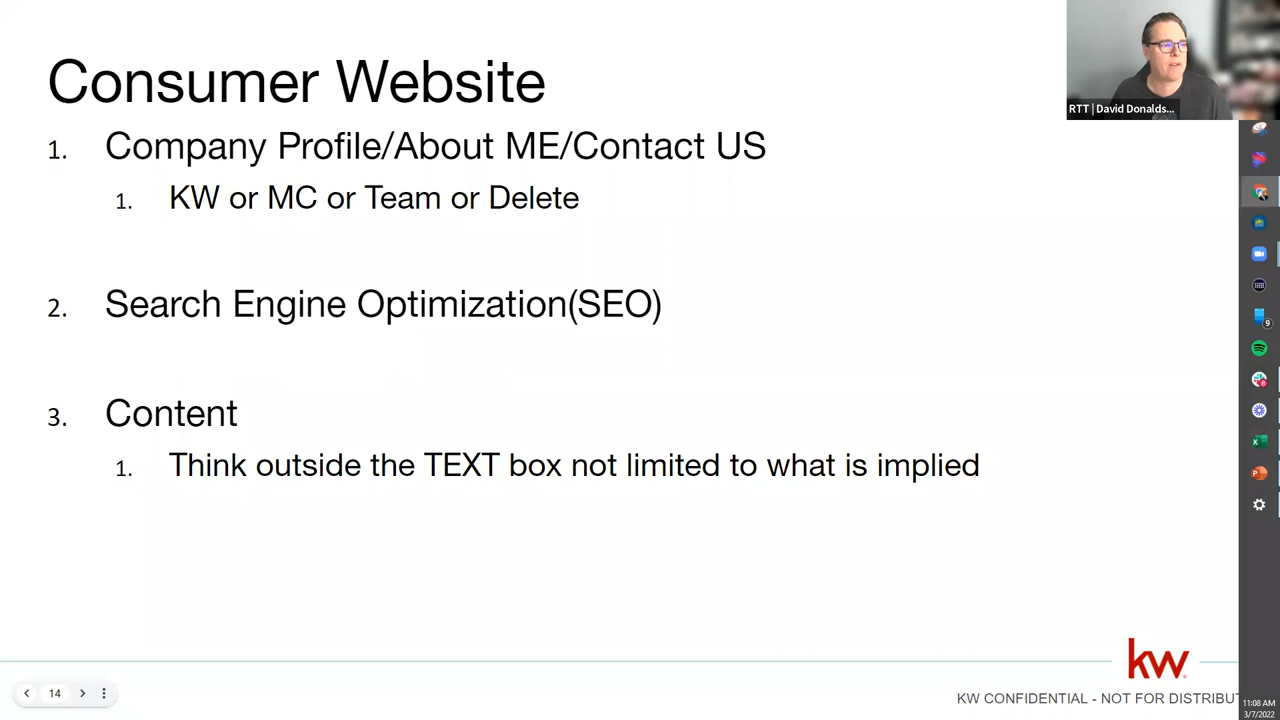 Consumer Website
1. Company Profile/About ME/Contact US
1. KW or MC or Team or Delete
2. Search Engine Optimization(SEO)
3. Content
1. Think outside the TEXT box not limited to what is implied
RTT | David Donalds...
9
kw
14
KW CONFIDENTIAL - NOT FOR DISTRIBUT
11:08 AM
3/7/2022